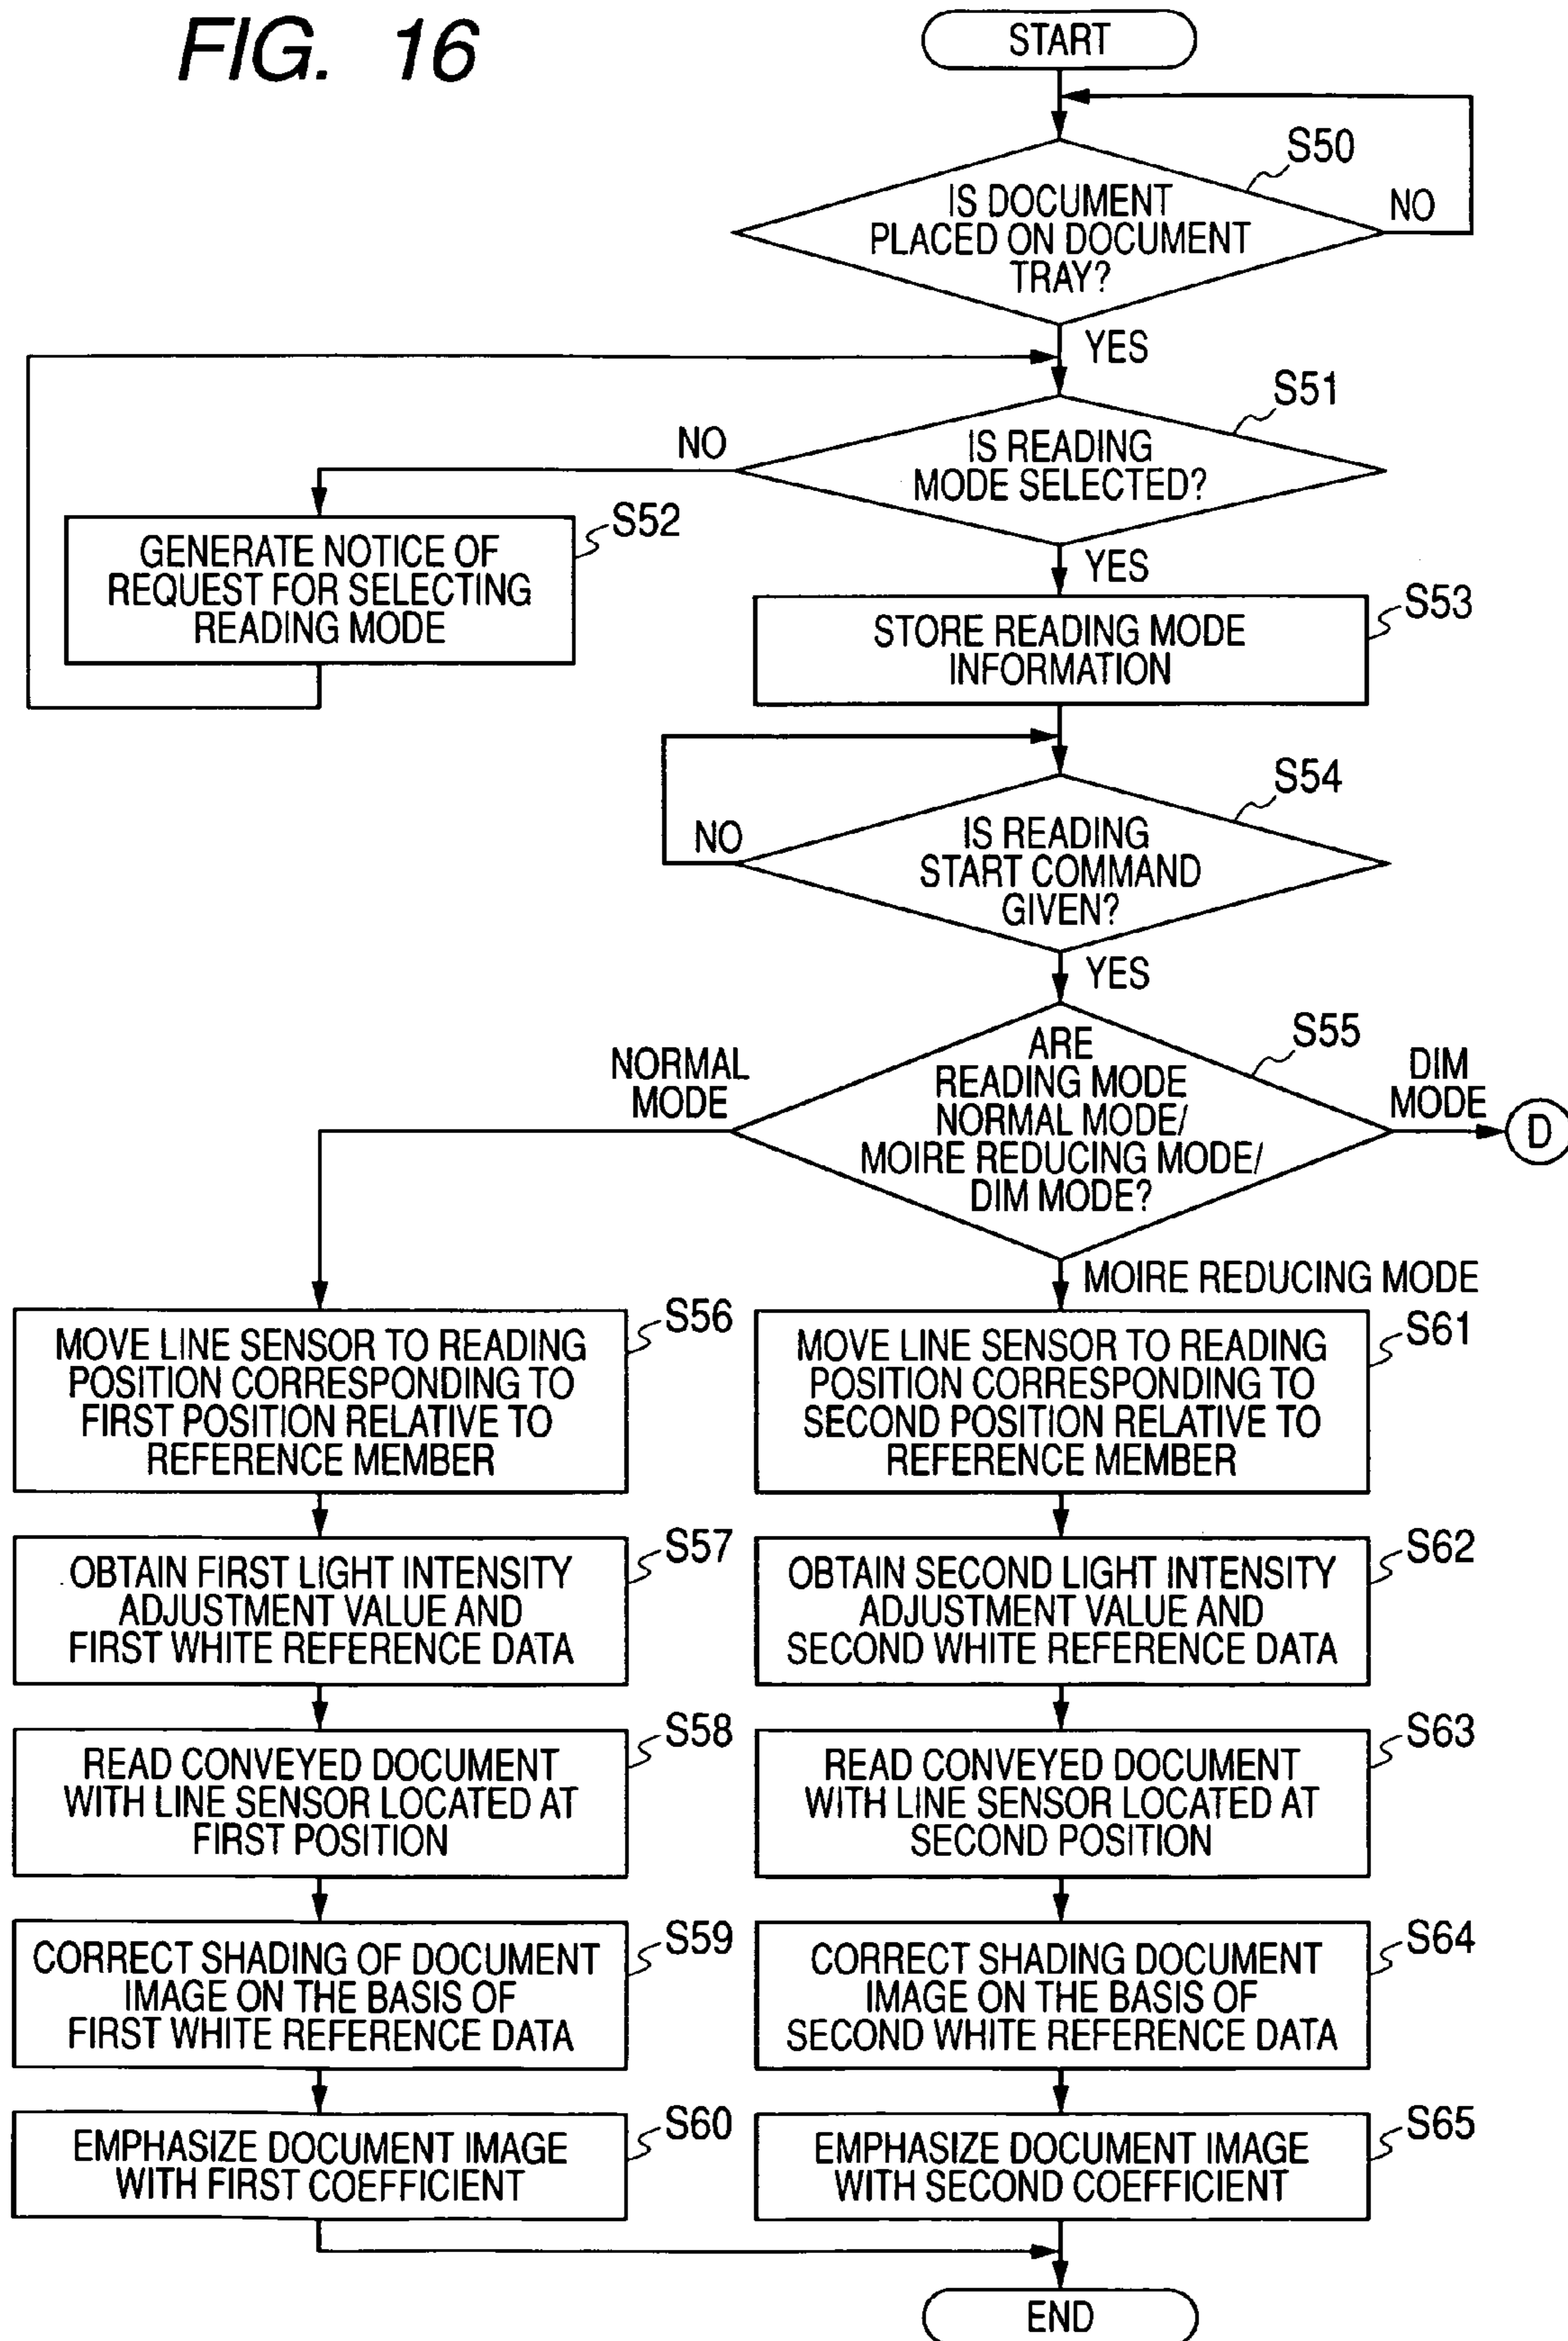 FIG. 16
START
S50
IS DOCUMENT
PLACED ON DOCUMENT
TRAY?
NO
YES
S51
IS READING
MODE SELECTED?
NO
S52
GENERATE NOTICE OF
REQUEST FOR SELECTING
READING MODE
YES
S53
STORE READING MODE
INFORMATION
S54
IS READING
START COMMAND
GIVEN?
NO
YES
S55
ARE
READING MODE
NORMAL MODE/
MOIRE REDUCING MODE/
DIM MODE?
NORMAL
MODE
DIM
MODE
D
MOIRE REDUCING MODE
S56
MOVE LINE SENSOR TO READING
POSITION CORRESPONDING TO
FIRST POSITION RELATIVE TO
REFERENCE MEMBER
S57
OBTAIN FIRST LIGHT INTENSITY
ADJUSTMENT VALUE AND
FIRST WHITE REFERENCE DATA
S58
READ CONVEYED DOCUMENT
WITH LINE SENSOR LOCATED AT
FIRST POSITION
S59
CORRECT SHADING OF DOCUMENT
IMAGE ON THE BASIS OF
FIRST WHITE REFERENCE DATA
S60
EMPHASIZE DOCUMENT IMAGE
WITH FIRST COEFFICIENT
S61
MOVE LINE SENSOR TO READING
POSITION CORRESPONDING TO
SECOND POSITION RELATIVE TO
REFERENCE MEMBER
S62
OBTAIN SECOND LIGHT INTENSITY
ADJUSTMENT VALUE AND
SECOND WHITE REFERENCE DATA
S63
READ CONVEYED DOCUMENT
WITH LINE SENSOR LOCATED AT
SECOND POSITION
S64
CORRECT SHADING DOCUMENT
IMAGE ON THE BASIS OF
SECOND WHITE REFERENCE DATA
S65
EMPHASIZE DOCUMENT IMAGE
WITH SECOND COEFFICIENT
END